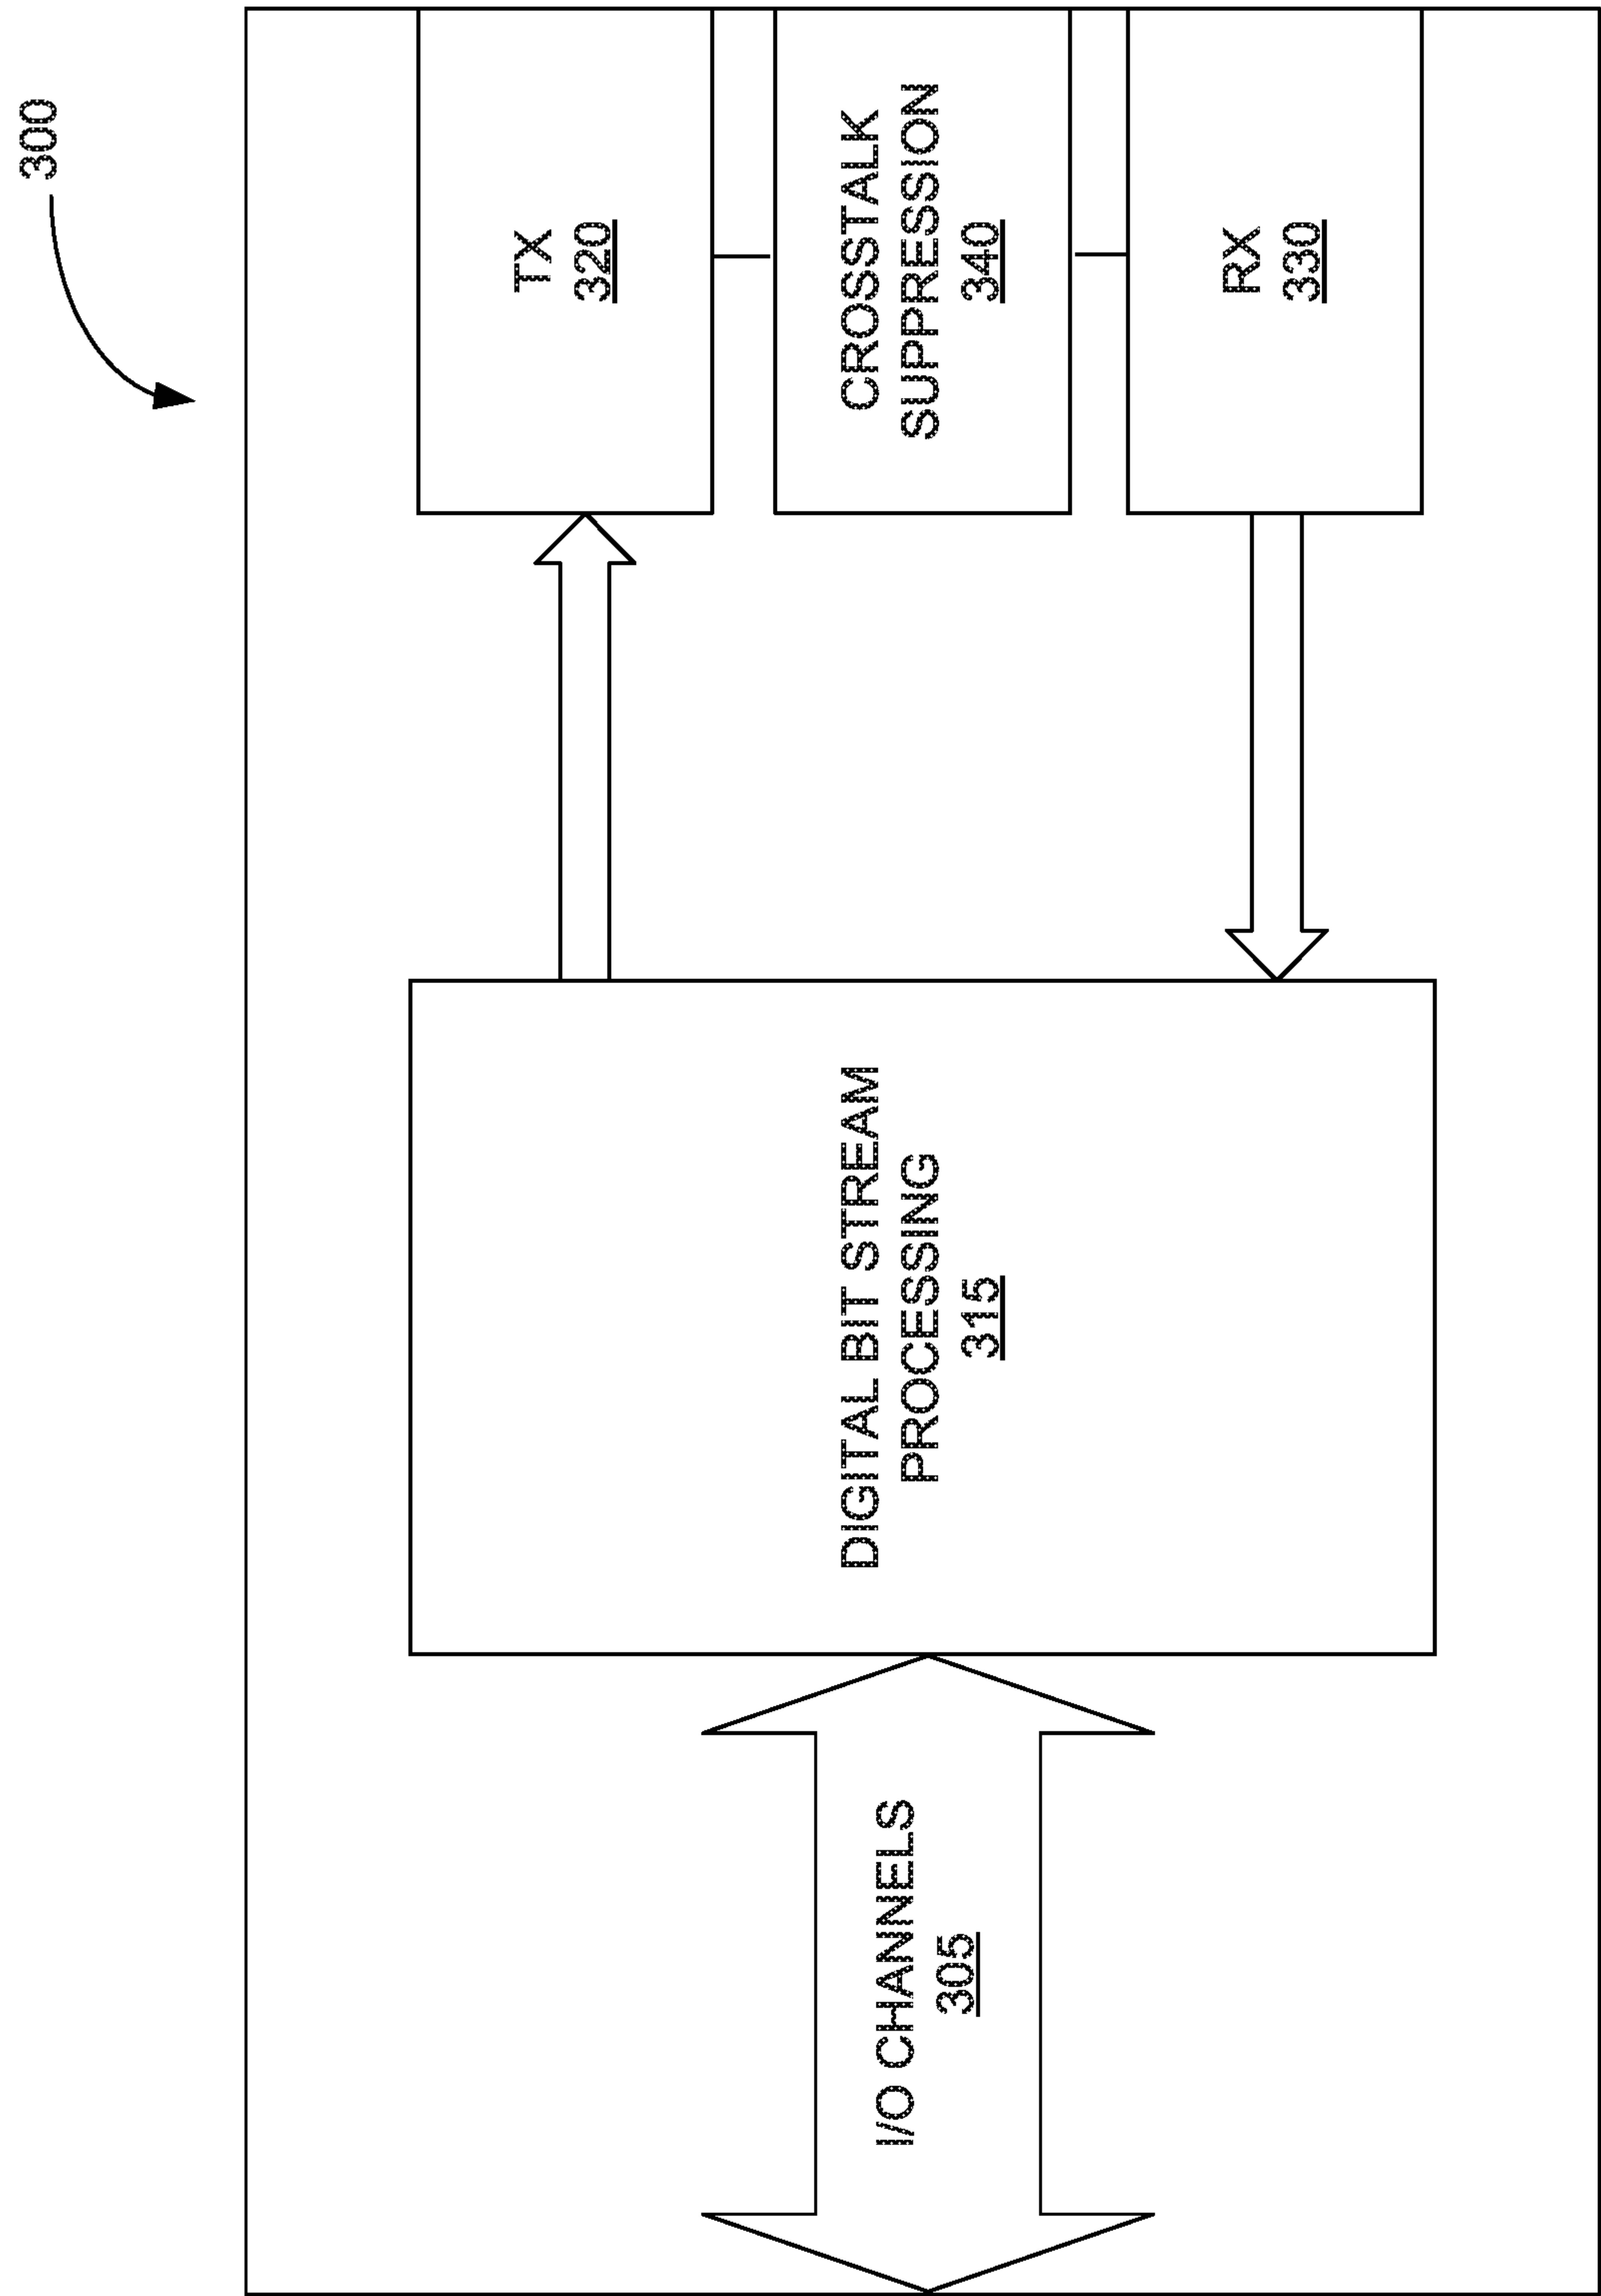 300
TX
320
CROSSTALK
SUPPRESSION
340
RX
330
DIGITAL BIT STREAM
PROCESSING
315
I/O CHANNELS
305